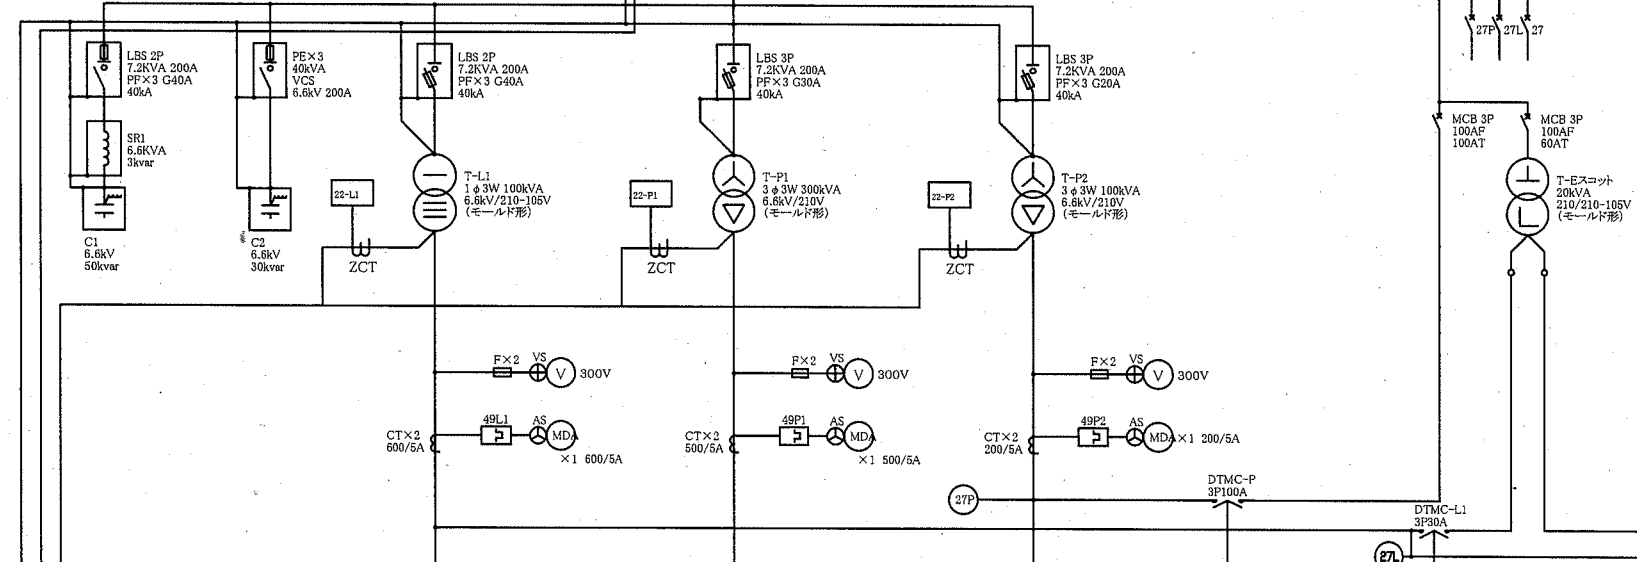 LBS 2P
7.2KVA 200A
PF×3 G40A
40kA
PE×3
40kVA
VCS
6.6kV 200A
LBS 2P
7.2KVA 200A
PF×3 G40A
40kA
LBS 3P
7.2KVA 200A
PF×3 G30A
40kA
LBS 3P
7.2KVA 200A
PF×3 G20A
40kA
27P 27L 27
SR1
6.6KVA
3kvar
MCB 3P
100AF
100AT
MCB 3P
100AF
60AT
C1
6.6kV
50kvar
C2
6.6kV
30kvar
22-L1
ZCT
T-L1
1φ3W 100kVA
6.6kV/210-105V
(モールド形)
22-P1
ZCT
T-P1
3φ3W 300kVA
6.6kV/210V
(モールド形)
22-P2
ZCT
T-P2
3φ3W 100kVA
6.6kV/210V
(モールド形)
T-Eスコット
20kVA
210/210-105V
(モールド形)
F×2
VS
V
300V
F×2
VS
V
300V
F×2
VS
V
300V
CT×2
600/5A
49L1
AS
MDA
×1 600/5A
CT×2
500/5A
49P1
AS
MDA
×1 500/5A
CT×2
200/5A
49P2
AS
MDA
×1 200/5A
27P
DTMC-P
3P100A
DTMC-L1
3P30A
27L